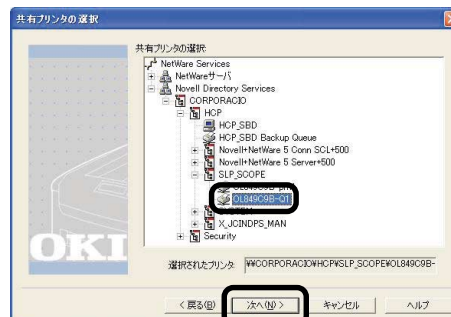 共有プリンタの選択
共有プリンタの選択:
NetWare Services
NetWareサーバ
Novell Directory Services
CORPORACIO
HCP
HCP_SBD
HCP_SBD Backup Queue
Novell+NetWare 5 Conn SCL+500
Novell+NetWare 5 Server+500
SLP_SCOPE
OL849C9B-Q1
X_JCINDPS_MAN
Security
OKI
選択されたプリンタ: ¥¥CORPORACIO¥HCP¥SLP_SCOPE¥OL849C9B-
< 戻る(B) 次へ(N) > キャンセル ヘルプ